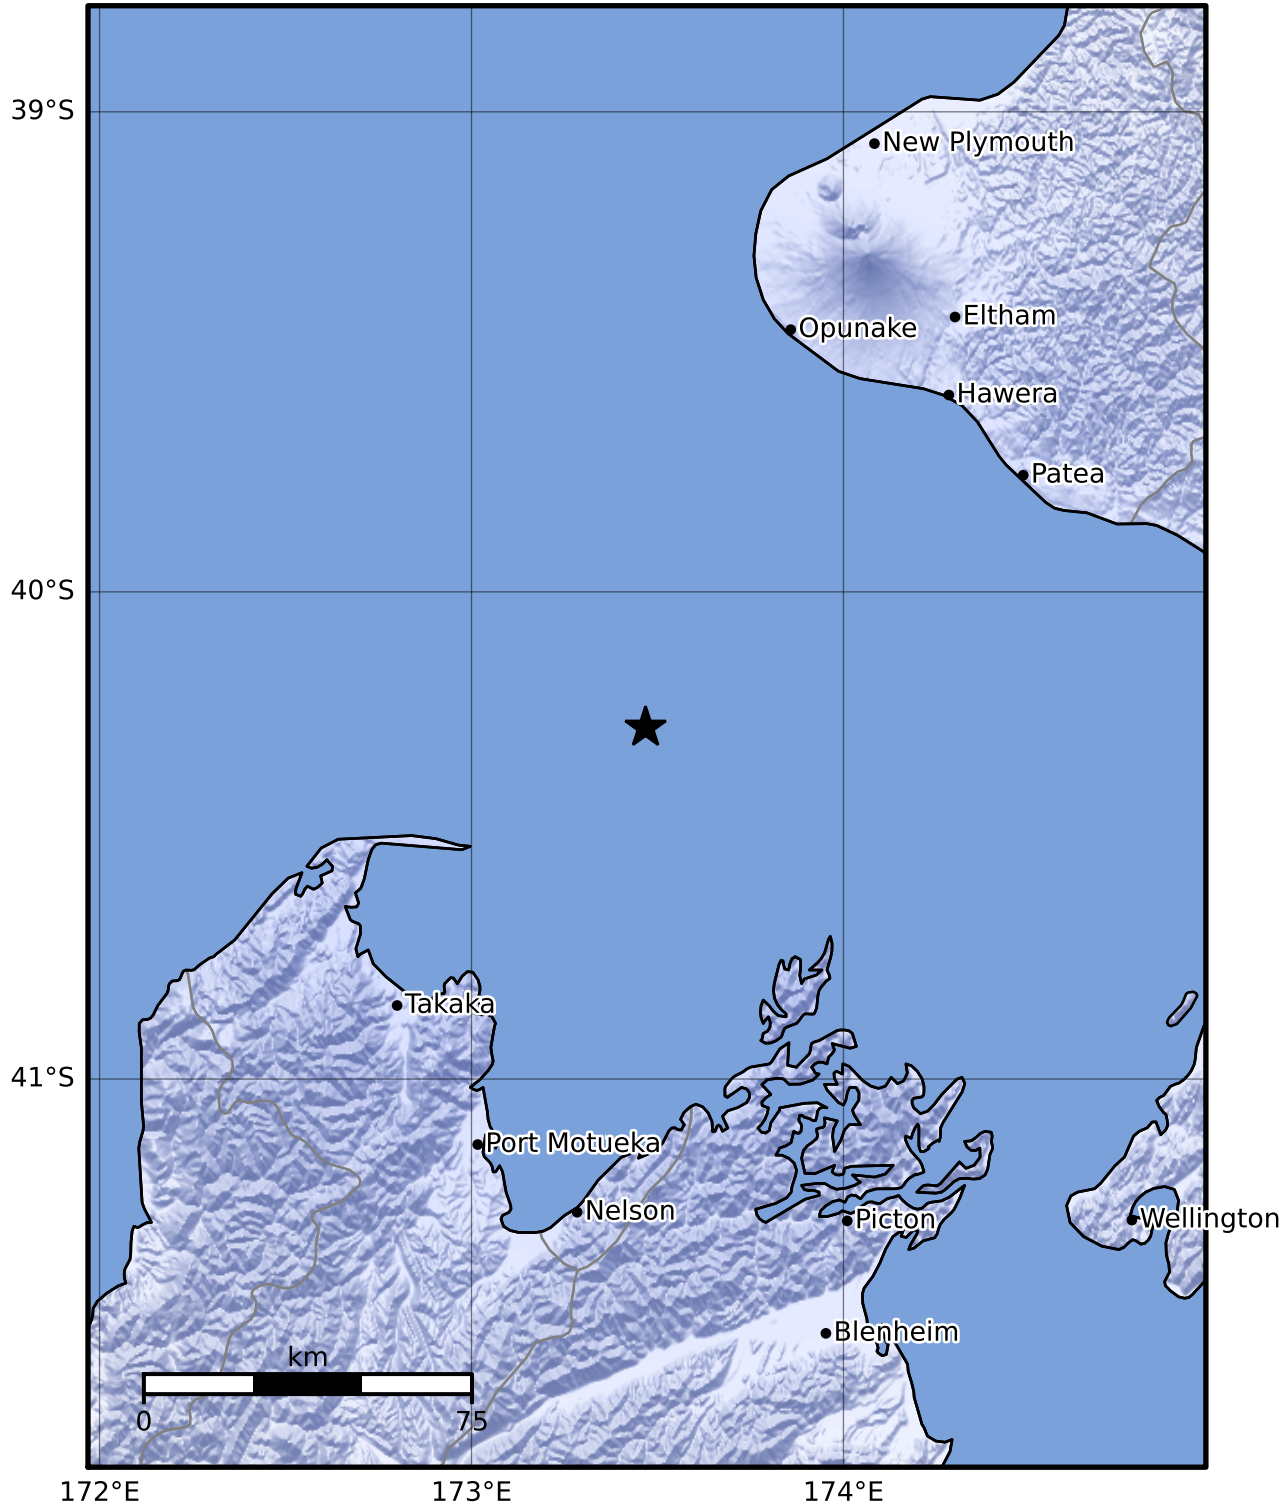 39°S
New Plymouth
Eltham
Opunake
Hawera
Patea
40°S
Takaka
41°S
Port Motueka
Nelson
Picton
Wellington
Blenheim
km
0 75
172°E 173°E 174°E